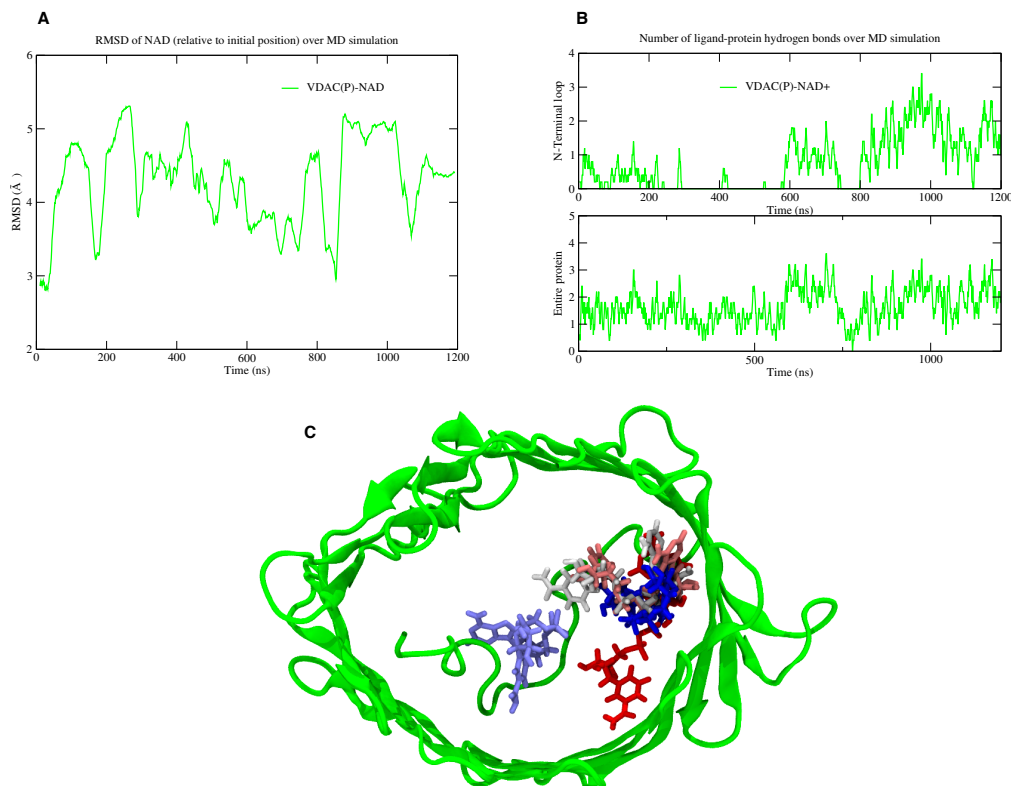 A
RMSD of NAD (relative to initial position) over MD simulation
6
5
4
3
2
RMSD (Å)
VDAC(P)-NAD
0 200 400 600 800 1000 1200
Time (ns)
B
Number of ligand-protein hydrogen bonds over MD simulation
4
3
2
1
0
N-Terminal loop
VDAC(P)-NAD+
0 200 400 600 800 1000 1200
Time (ns)
5
4
3
2
1
0
Entire protein
0 500 1000
Time (ns)
C